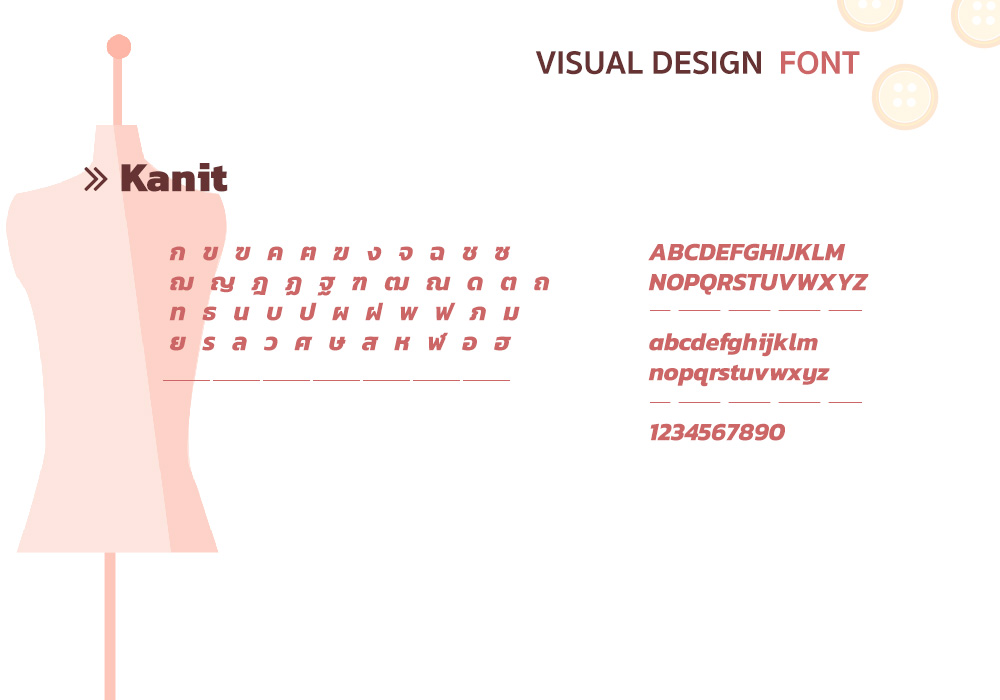 VISUAL DESIGN FONT
Kanit
ก ข ฃ ค ฅ ฆ ง จ ฉ ช ซ
ฌ ญ ฎ ฏ ฐ ฑ ฒ ณ ด ต ถ
ท ธ น บ ป ผ ฝ พ ฟ ภ ม
ย ร ล ว ศ ษ ส ห ฬ อ ฮ
ABCDEFGHIJKLM
NOPQRSTUVWXYZ
abcdefghijklm
nopqrstuvwxyz
1234567890